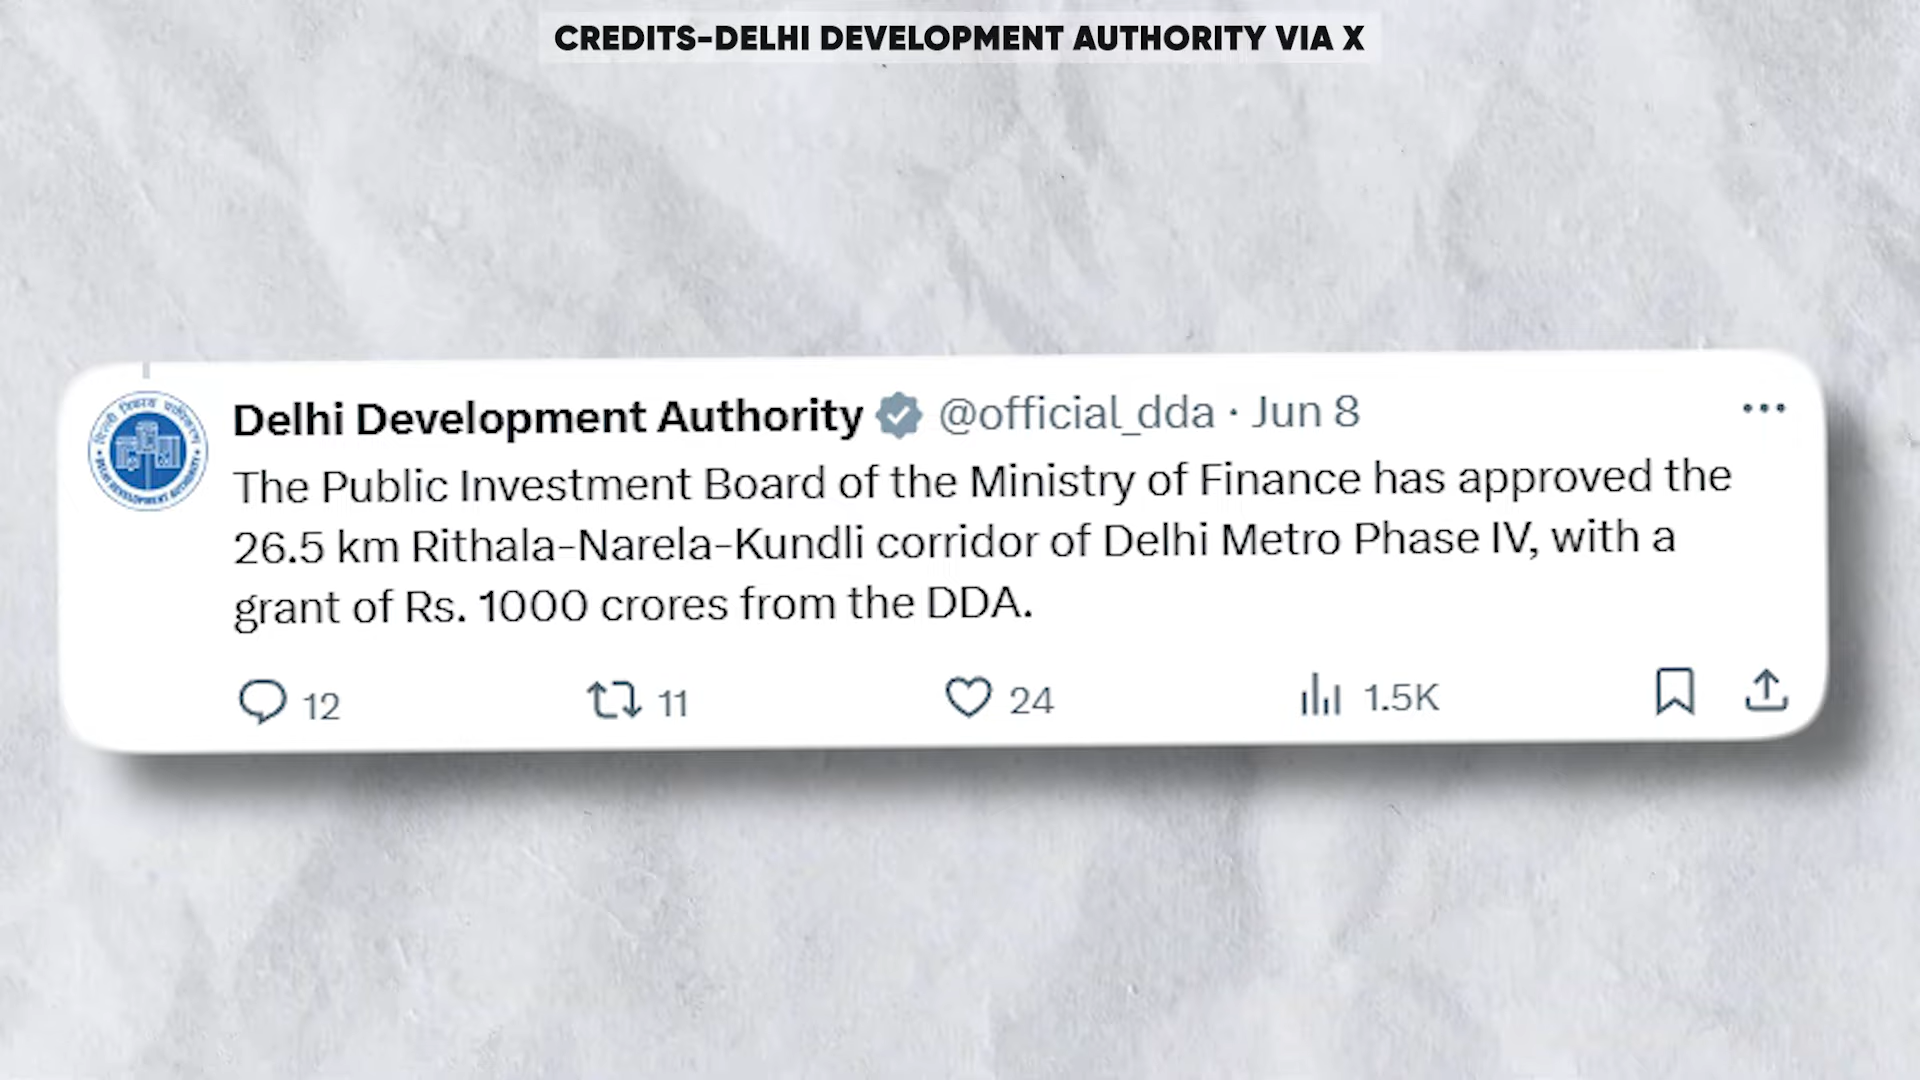 CREDITS-DELHI DEVELOPMENT AUTHORITY VIA X
Delhi Development Authority @official_dda · Jun 8
The Public Investment Board of the Ministry of Finance has approved the
26.5 km Rithala-Narela-Kundli corridor of Delhi Metro Phase IV, with a
grant of Rs. 1000 crores from the DDA.
12 11 24 1.5K